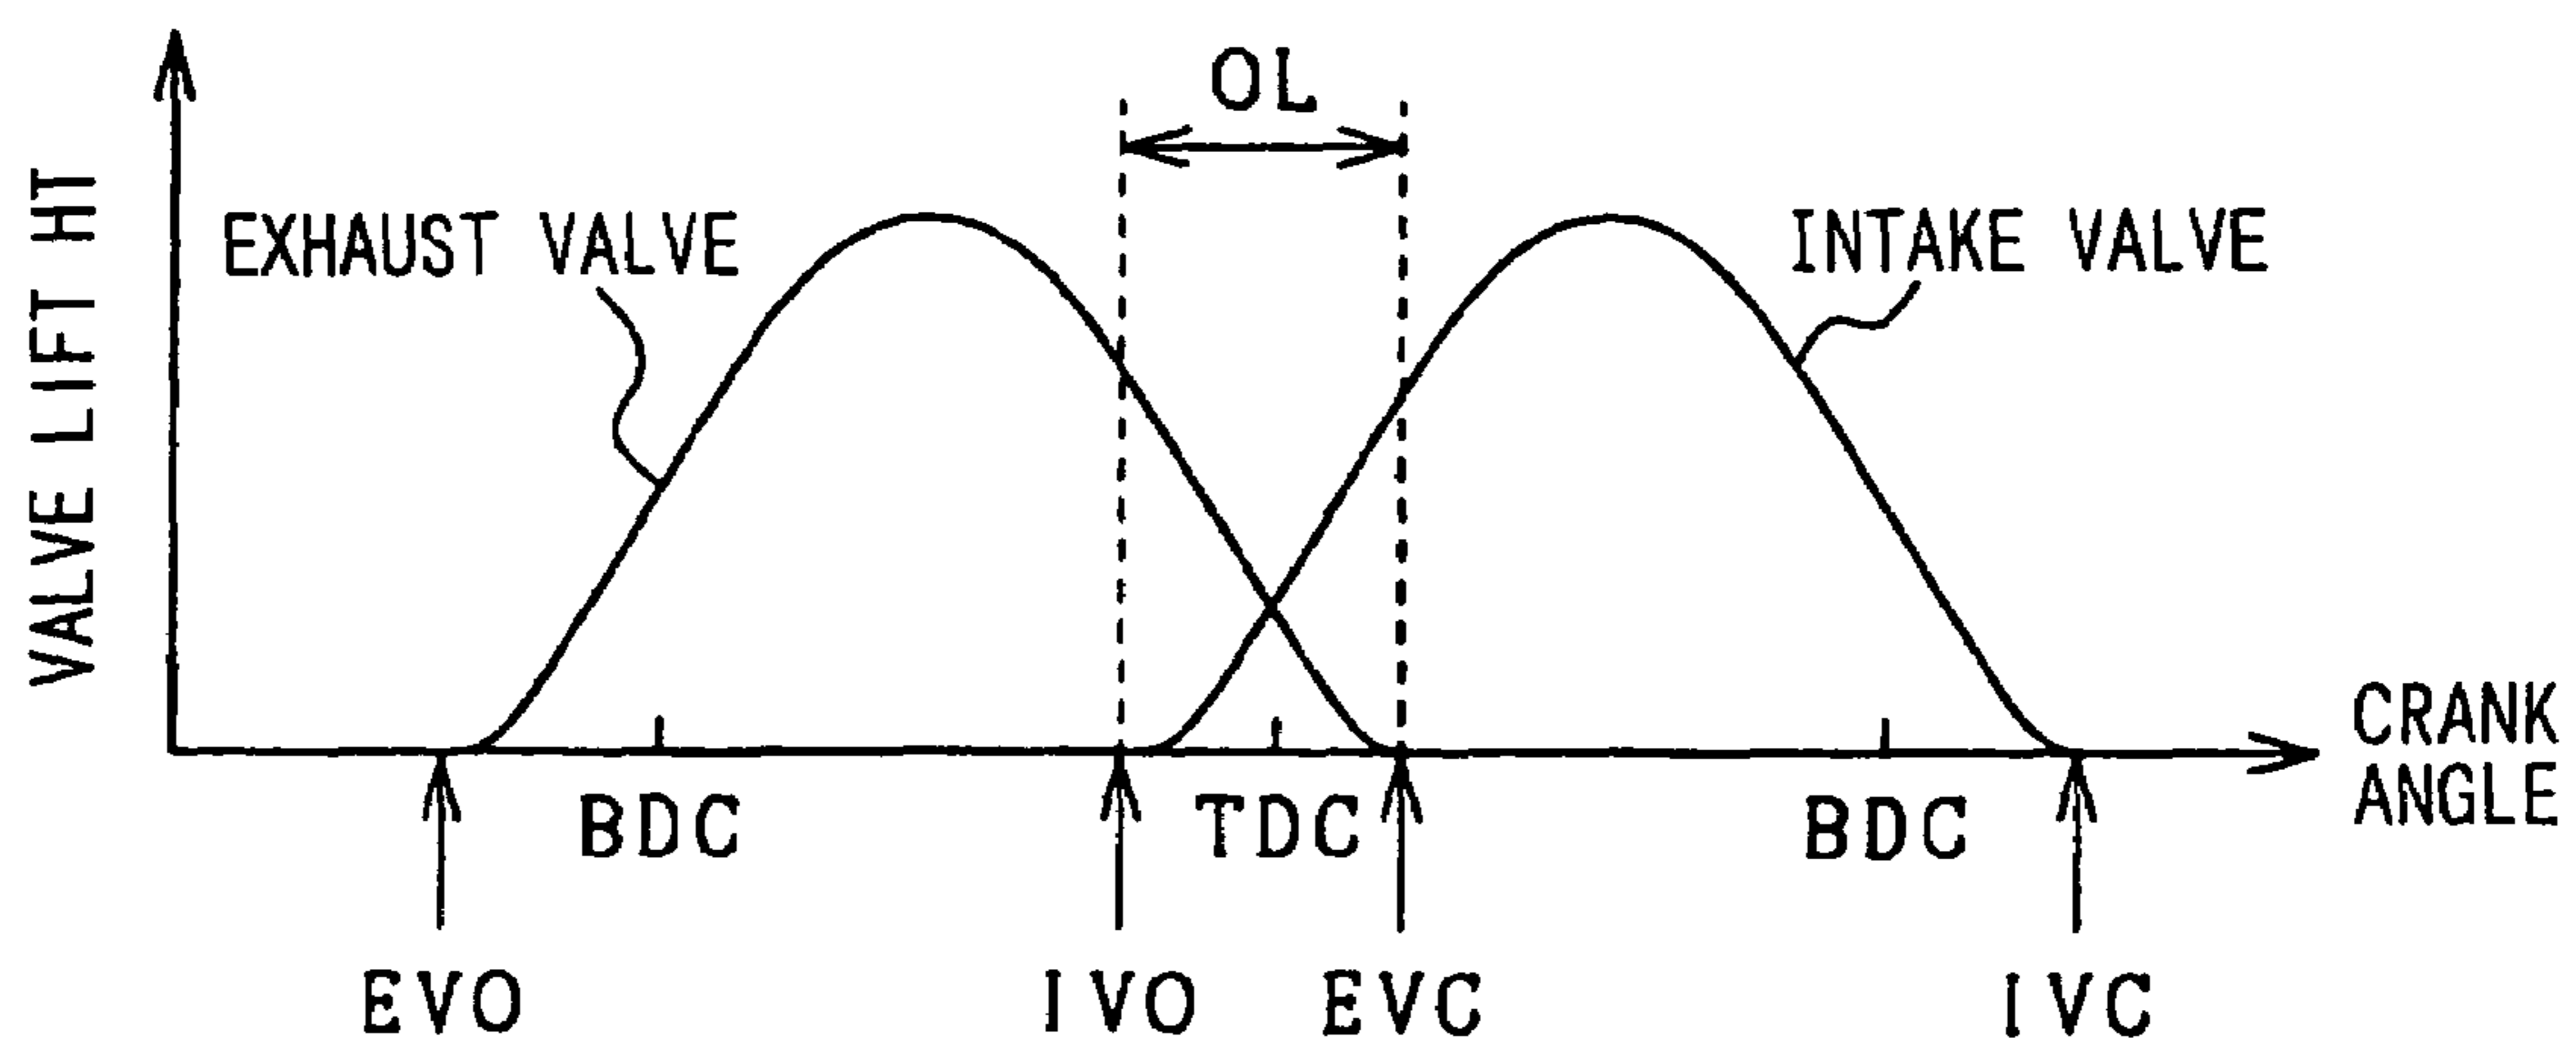 OL
EXHAUST VALVE
INTAKE VALVE
VALVE LIFT HT
CRANK
ANGLE
BDC
TDC
BDC
EVO
IVO
EVC
IVC